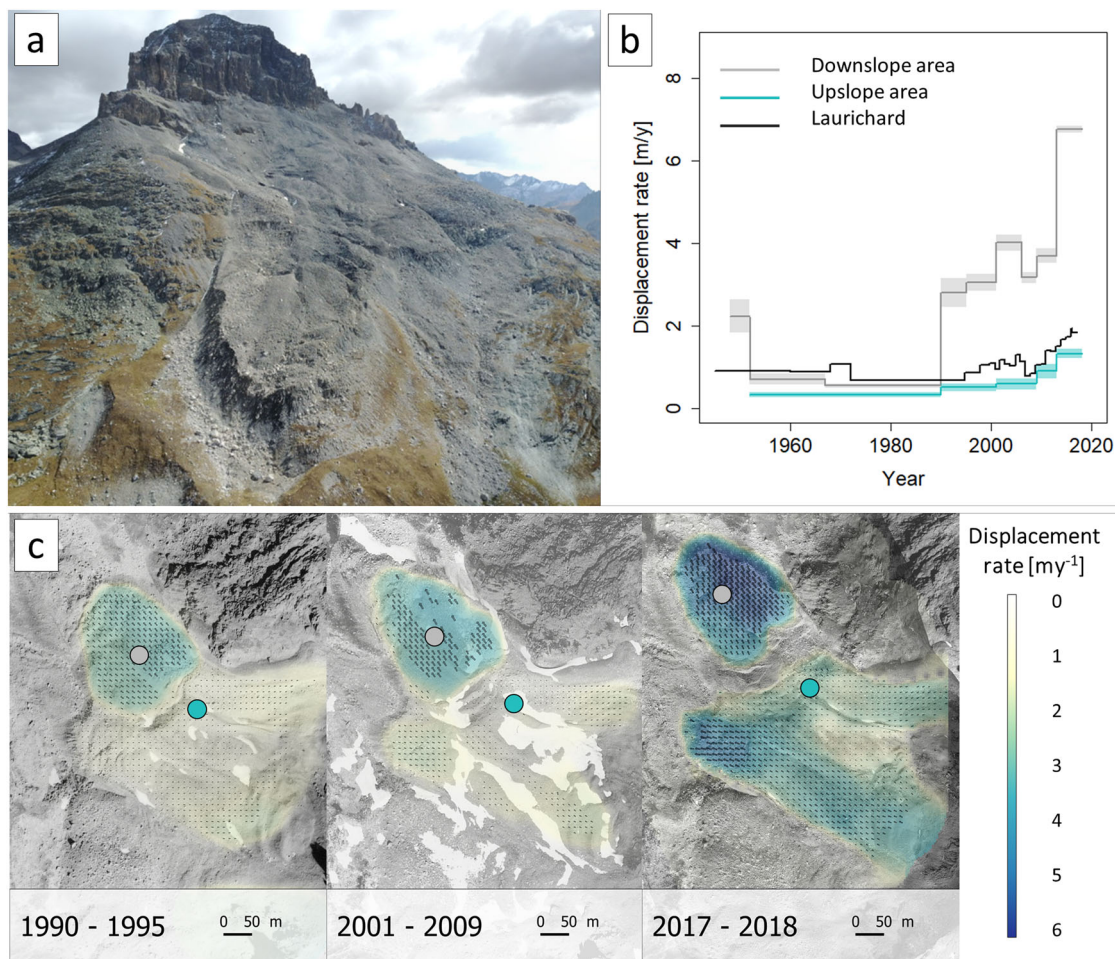 a
b
Downslope area
Upslope area
Laurichard
Displacement rate [m/y]
8
6
4
2
0
1960
1980
2000
2020
Year
c
Displacement
rate [my-1]
0
1
2
3
4
5
6
1990 - 1995
0 50 m
2001 - 2009
0 50 m
2017 - 2018
0 50 m